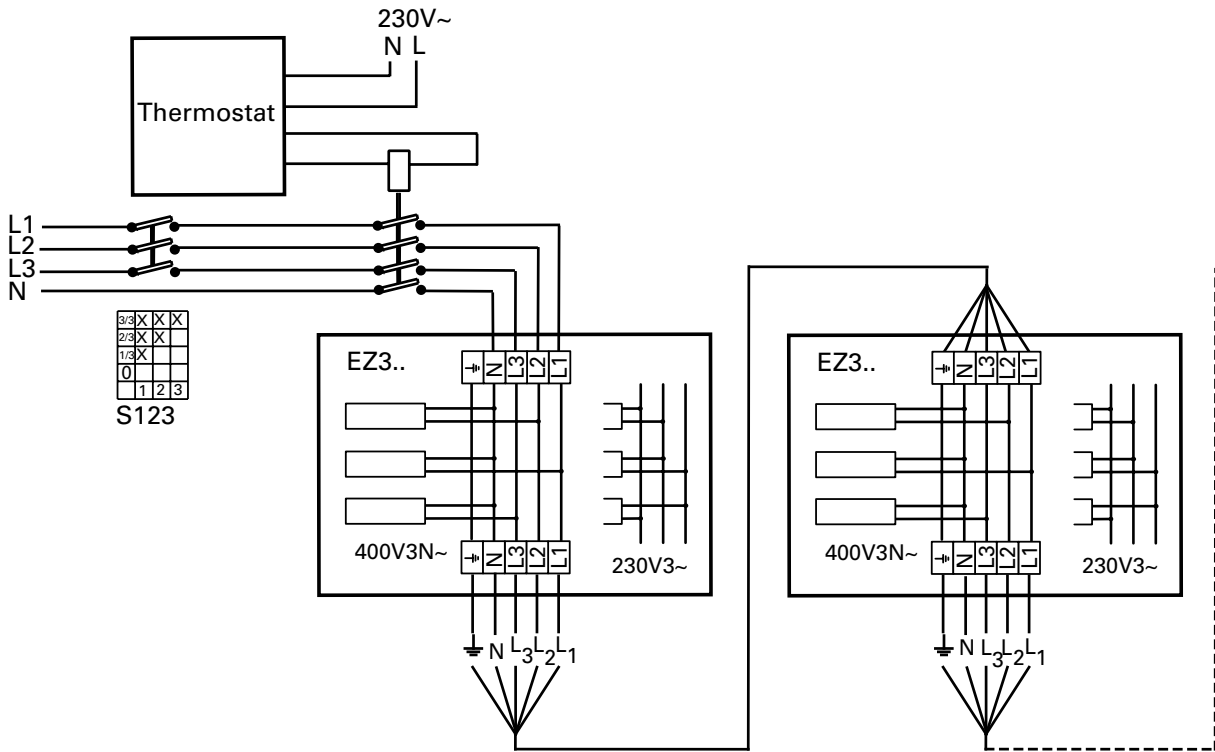 230V~
N L
Thermostat
L1
L2
L3
N
3/3 X X X
2/3 X X
1/3 X
0
1 2 3
S123
EZ3..
N L3 L2 L1
400V3N~
230V3~
N L3 L2 L1
N L3 L2 L1
EZ3..
N L3 L2 L1
400V3N~
230V3~
N L3 L2 L1
N L3 L2 L1